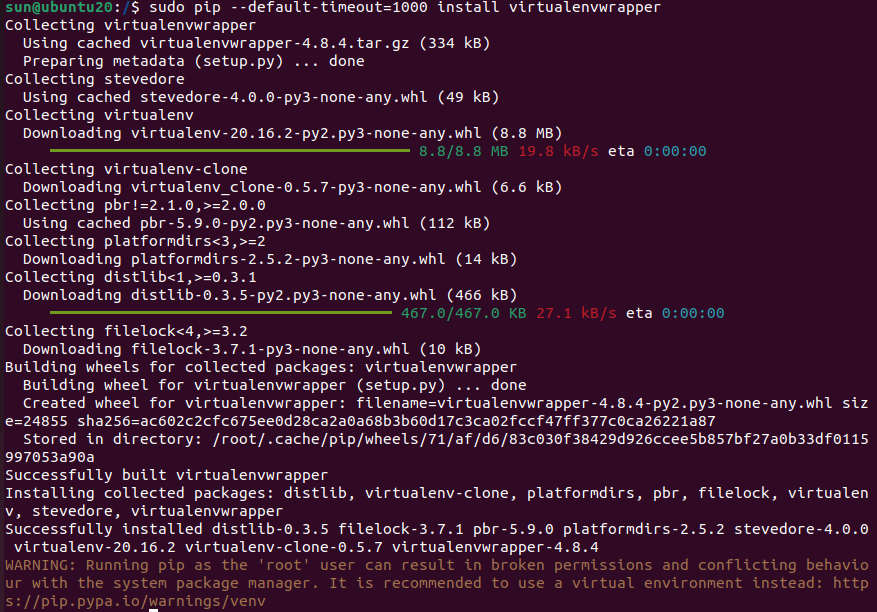 sun@ubuntu20:/$ sudo pip --default-timeout=1000 install virtualenvwrapper
Collecting virtualenvwrapper
  Using cached virtualenvwrapper-4.8.4.tar.gz (334 kB)
  Preparing metadata (setup.py) ... done
Collecting stevedore
  Using cached stevedore-4.0.0-py3-none-any.whl (49 kB)
Collecting virtualenv
  Downloading virtualenv-20.16.2-py2.py3-none-any.whl (8.8 MB)
8.8/8.8 MB 19.8 kB/s eta 0:00:00
Collecting virtualenv-clone
  Downloading virtualenv_clone-0.5.7-py3-none-any.whl (6.6 kB)
Collecting pbr!=2.1.0,>=2.0.0
  Using cached pbr-5.9.0-py2.py3-none-any.whl (112 kB)
Collecting platformdirs<3,>=2
  Downloading platformdirs-2.5.2-py3-none-any.whl (14 kB)
Collecting distlib<1,>=0.3.1
  Downloading distlib-0.3.5-py2.py3-none-any.whl (466 kB)
467.0/467.0 KB 27.1 kB/s eta 0:00:00
Collecting filelock<4,>=3.2
  Downloading filelock-3.7.1-py3-none-any.whl (10 kB)
Building wheels for collected packages: virtualenvwrapper
  Building wheel for virtualenvwrapper (setup.py) ... done
  Created wheel for virtualenvwrapper: filename=virtualenvwrapper-4.8.4-py2.py3-none-any.whl siz
e=24855 sha256=ac602c2cfc675ee0d28ca2a0a68b3b60d17c3ca02fccf47ff377c0ca26221a87
  Stored in directory: /root/.cache/pip/wheels/71/af/d6/83c030f38429d926ccee5b857bf27a0b33df0115
997053a90a
Successfully built virtualenvwrapper
Installing collected packages: distlib, virtualenv-clone, platformdirs, pbr, filelock, virtualen
v, stevedore, virtualenvwrapper
Successfully installed distlib-0.3.5 filelock-3.7.1 pbr-5.9.0 platformdirs-2.5.2 stevedore-4.0.0
 virtualenv-20.16.2 virtualenv-clone-0.5.7 virtualenvwrapper-4.8.4
WARNING: Running pip as the 'root' user can result in broken permissions and conflicting behavio
ur with the system package manager. It is recommended to use a virtual environment instead: http
s://pip.pypa.io/warnings/venv